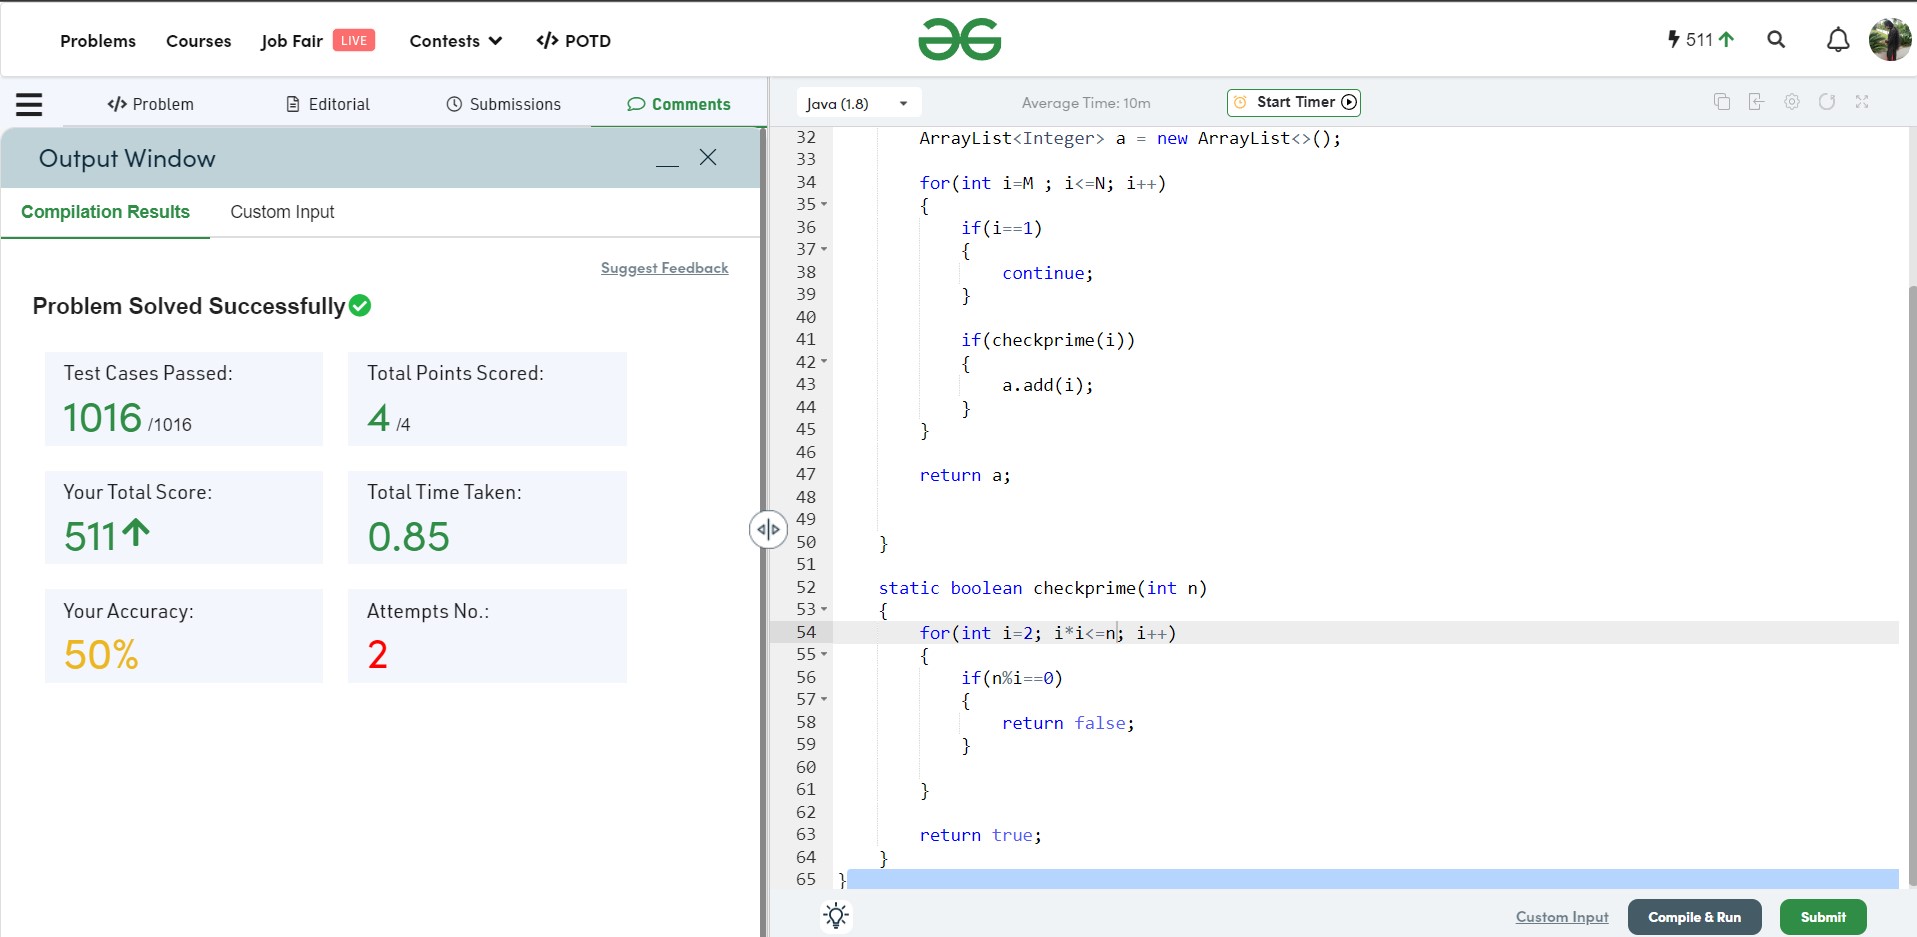 Problems Courses Job Fair LIVE Contests </> POTD
511
</> Problem Editorial Submissions Comments
Output Window
Compilation Results Custom Input
Suggest Feedback
Problem Solved Successfully
Test Cases Passed: Total Points Scored:
1016 /1016 4 /4
Your Total Score: Total Time Taken:
511 0.85
Your Accuracy: Attempts No.:
50% 2
Java (1.8) Average Time: 10m Start Timer
32 ArrayList<Integer> a = new ArrayList<>();
33
34 for(int i=M ; i<=N; i++)
35 {
36 if(i==1)
37 {
38 continue;
39 }
40
41 if(checkprime(i))
42 {
43 a.add(i);
44 }
45 }
46
47 return a;
48
49
50 }
51
52 static boolean checkprime(int n)
53 {
54 for(int i=2; i*i<=n; i++)
55 {
56 if(n%i==0)
57 {
58 return false;
59 }
60
61 }
62
63 return true;
64 }
65 }
Custom Input Compile & Run Submit